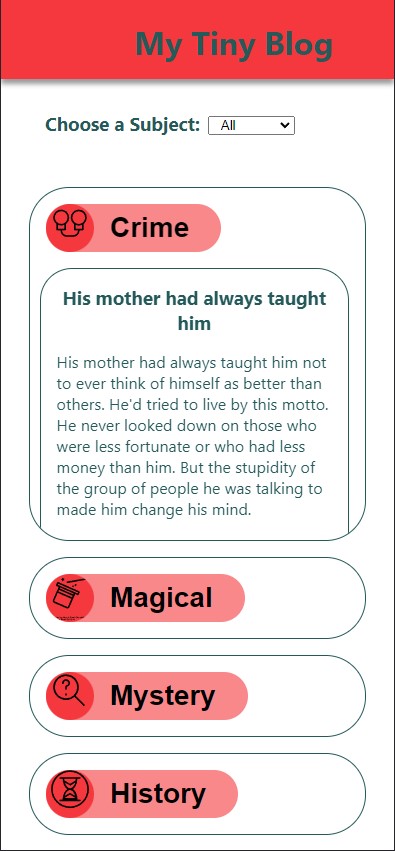 My Tiny Blog
Choose a Subject: All
Crime
His mother had always taught
him
His mother had always taught him not
to ever think of himself as better than
others. He'd tried to live by this motto.
He never looked down on those who
were less fortunate or who had less
money than him. But the stupidity of
the group of people he was talking to
made him change his mind.
Magical
Mystery
?
History